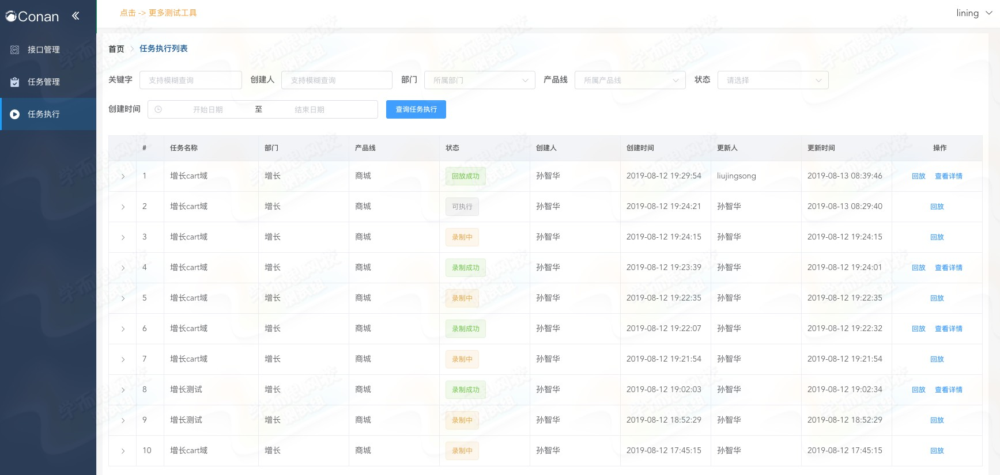 Conan
点击 -> 更多测试工具
lining
接口管理
任务管理
任务执行
首页 任务执行列表
关键字 支持模糊查询 创建人 支持模糊查询 部门 所属部门 产品线 所属产品线 状态 请选择
创建时间 开始日期 至 结束日期 查询任务执行
# 任务名称 部门 产品线 状态 创建人 创建时间 更新人 更新时间 操作
1 增长cart域 增长 商城 回放成功 孙智华 2019-08-12 19:29:54 liujingsong 2019-08-13 08:39:46 回放 查看详情
2 增长cart域 增长 商城 可执行 孙智华 2019-08-12 19:24:21 孙智华 2019-08-13 08:29:40 回放
3 增长cart域 增长 商城 录制中 孙智华 2019-08-12 19:24:15 孙智华 2019-08-12 19:24:15 回放
4 增长cart域 增长 商城 录制成功 孙智华 2019-08-12 19:23:39 孙智华 2019-08-12 19:24:01 回放 查看详情
5 增长cart域 增长 商城 录制中 孙智华 2019-08-12 19:22:35 孙智华 2019-08-12 19:22:35 回放
6 增长cart域 增长 商城 录制成功 孙智华 2019-08-12 19:22:07 孙智华 2019-08-12 19:22:32 回放 查看详情
7 增长cart域 增长 商城 录制中 孙智华 2019-08-12 19:21:54 孙智华 2019-08-12 19:21:54 回放
8 增长测试 增长 商城 录制成功 孙智华 2019-08-12 19:02:03 孙智华 2019-08-12 19:02:34 回放 查看详情
9 增长测试 增长 商城 录制中 孙智华 2019-08-12 18:52:29 孙智华 2019-08-12 18:52:29 回放
10 增长cart域 增长 商城 录制中 孙智华 2019-08-12 17:45:15 孙智华 2019-08-12 17:45:15 回放